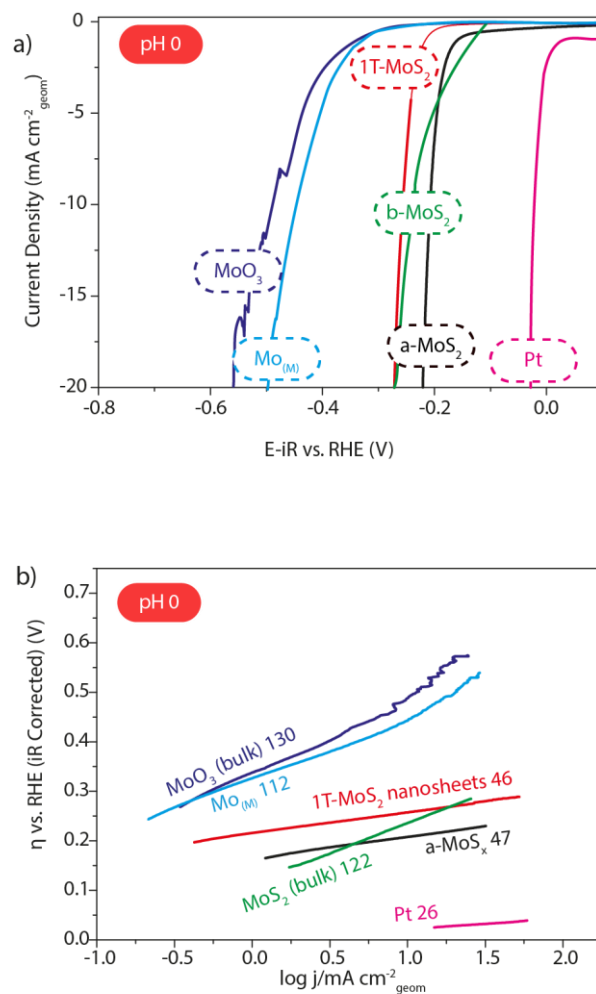 a)
pH 0
0
-5
-10
-15
-20
Current Density (mA cm⁻²geom)
1T-MoS₂
b-MoS₂
MoO₃
Mo(M)
a-MoS₂
Pt
-0.8
-0.6
-0.4
-0.2
0.0
E-iR vs. RHE (V)
b)
pH 0
0.7
0.6
0.5
0.4
0.3
0.2
0.1
0.0
η vs. RHE (iR Corrected) (V)
MoO₃ (bulk) 130
Mo(M) 112
1T-MoS₂ nanosheets 46
a-MoSₓ 47
MoS₂ (bulk) 122
Pt 26
-1.0
-0.5
0.0
0.5
1.0
1.5
2.0
log j/mA cm⁻²geom